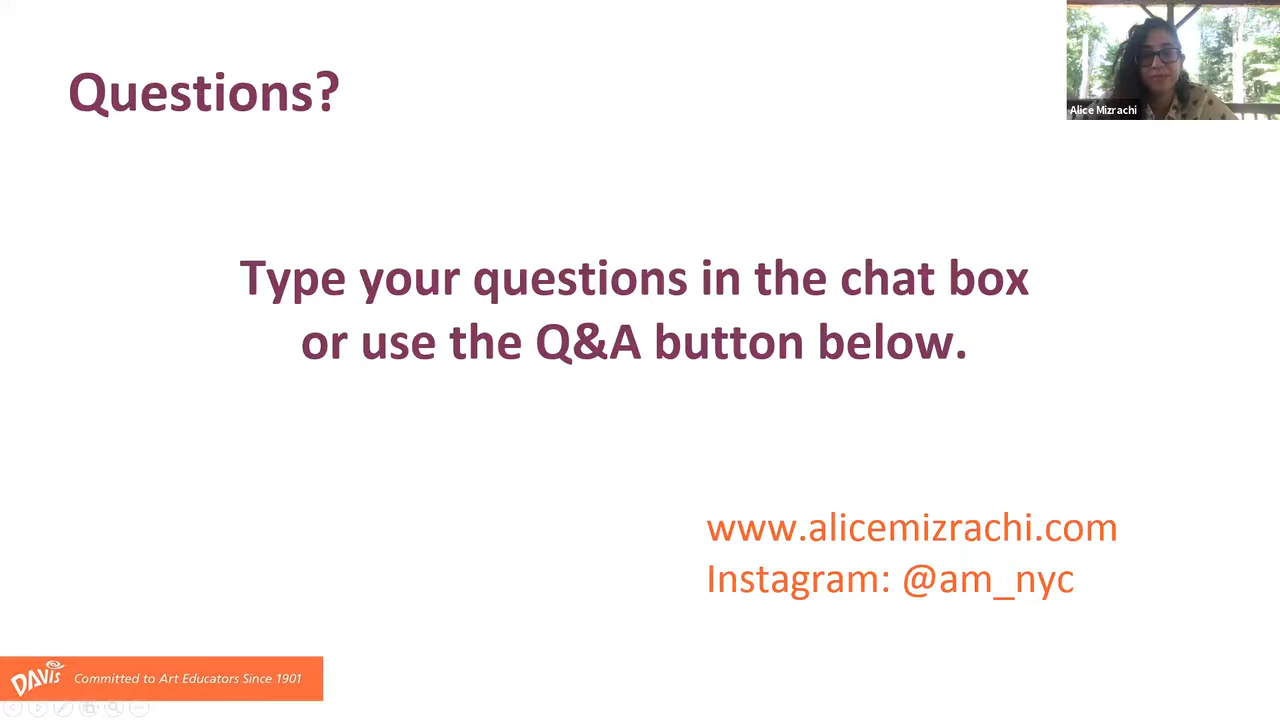 Questions?
Alice Mizrachi
Type your questions in the chat box
or use the Q&A button below.
www.alicemizrachi.com
Instagram: @am_nyc
DAVIS
Committed to Art Educators Since 1901